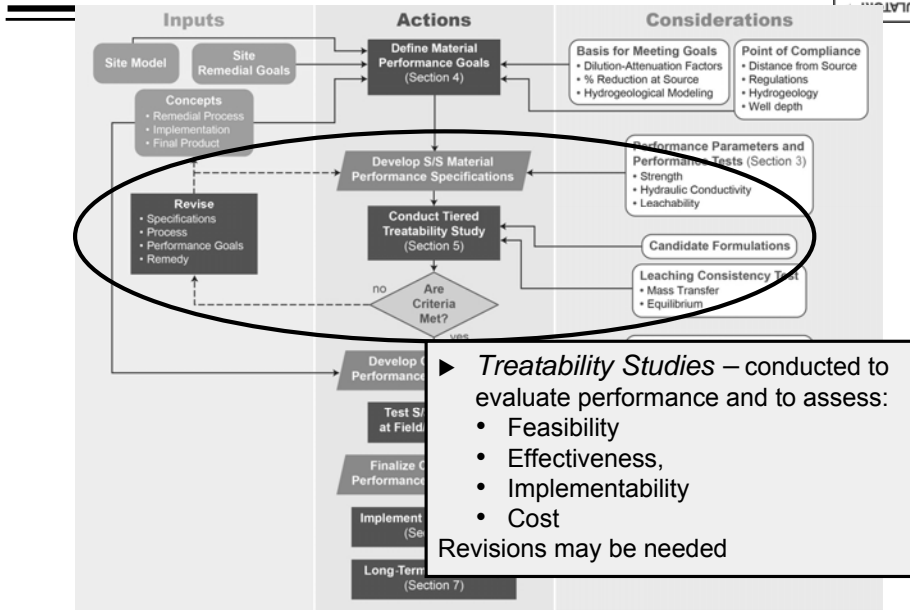 Inputs
Actions
Considerations
Site Model
Site
Remedial Goals
Concepts
• Remedial Process
• Implementation
• Final Product
Define Material
Performance Goals
(Section 4)
Basis for Meeting Goals
• Dilution-Attenuation Factors
• % Reduction at Source
• Hydrogeological Modeling
Point of Compliance
• Distance from Source
• Regulations
• Hydrogeology
• Well depth
Develop S/S Material
Performance Specifications
Performance Parameters and
Performance Tests (Section 3)
• Strength
• Hydraulic Conductivity
• Leachability
Revise
• Specifications
• Process
• Performance Goals
• Remedy
Conduct Tiered
Treatability Study
(Section 5)
Candidate Formulations
Leaching Consistency Test
• Mass Transfer
• Equilibrium
no
Are
Criteria
Met?
yes
Develop
Performance
Test
at Field
Finalize
Performance
Implement
Long-Term
(Section 7)
▶ Treatability Studies – conducted to
evaluate performance and to assess:
• Feasibility
• Effectiveness,
• Implementability
• Cost
Revisions may be needed